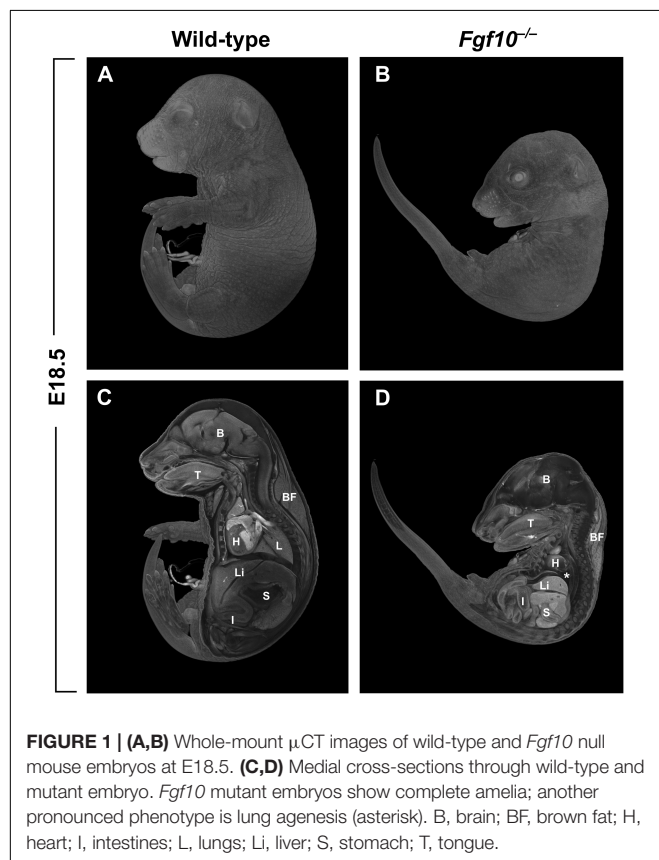 Wild-type
Fgf10–/–
E18.5
A
B
C
D
B
T
BF
H
L
Li
S
I
B
T
BF
H
*
Li
I
S
FIGURE 1 | (A,B) Whole-mount μCT images of wild-type and Fgf10 null
mouse embryos at E18.5. (C,D) Medial cross-sections through wild-type and
mutant embryo. Fgf10 mutant embryos show complete amelia; another
pronounced phenotype is lung agenesis (asterisk). B, brain; BF, brown fat; H,
heart; I, intestines; L, lungs; Li, liver; S, stomach; T, tongue.